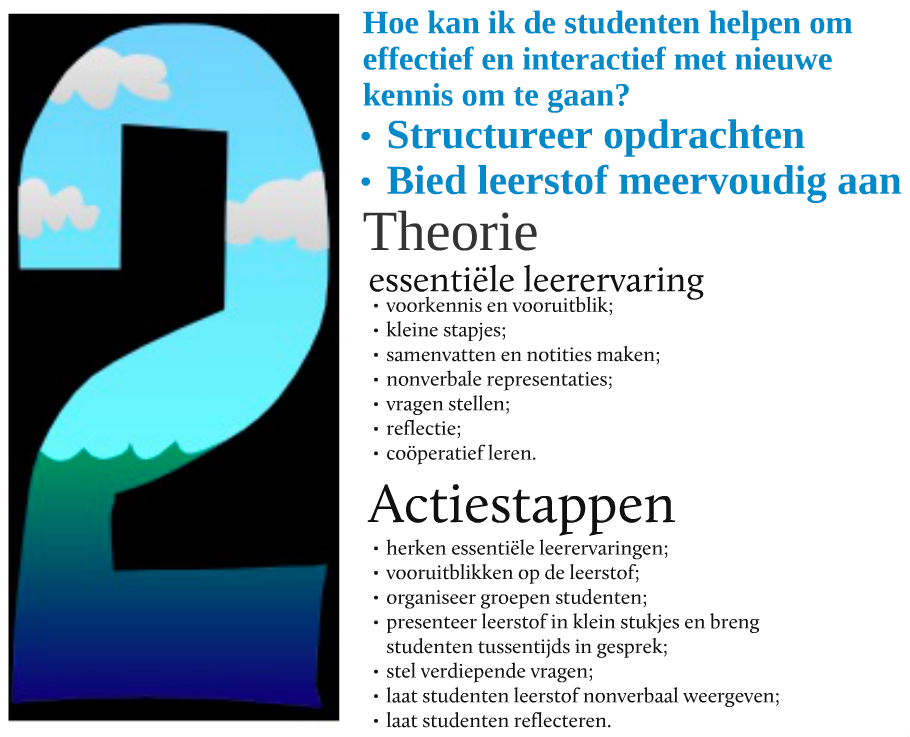 2
Hoe kan ik de studenten helpen om
effectief en interactief met nieuwe
kennis om te gaan?
• Structureer opdrachten
• Bied leerstof meervoudig aan
Theorie
essentiële leerervaring
• voorkennis en vooruitblik;
• kleine stapjes;
• samenvatten en notities maken;
• nonverbale representaties;
• vragen stellen;
• reflectie;
• coöperatief leren.
Actiestappen
• herken essentiële leerervaringen;
• vooruitblikken op de leerstof;
• organiseer groepen studenten;
• presenteer leerstof in klein stukjes en breng
studenten tussentijds in gesprek;
• stel verdiepende vragen;
• laat studenten leerstof nonverbaal weergeven;
• laat studenten reflecteren.